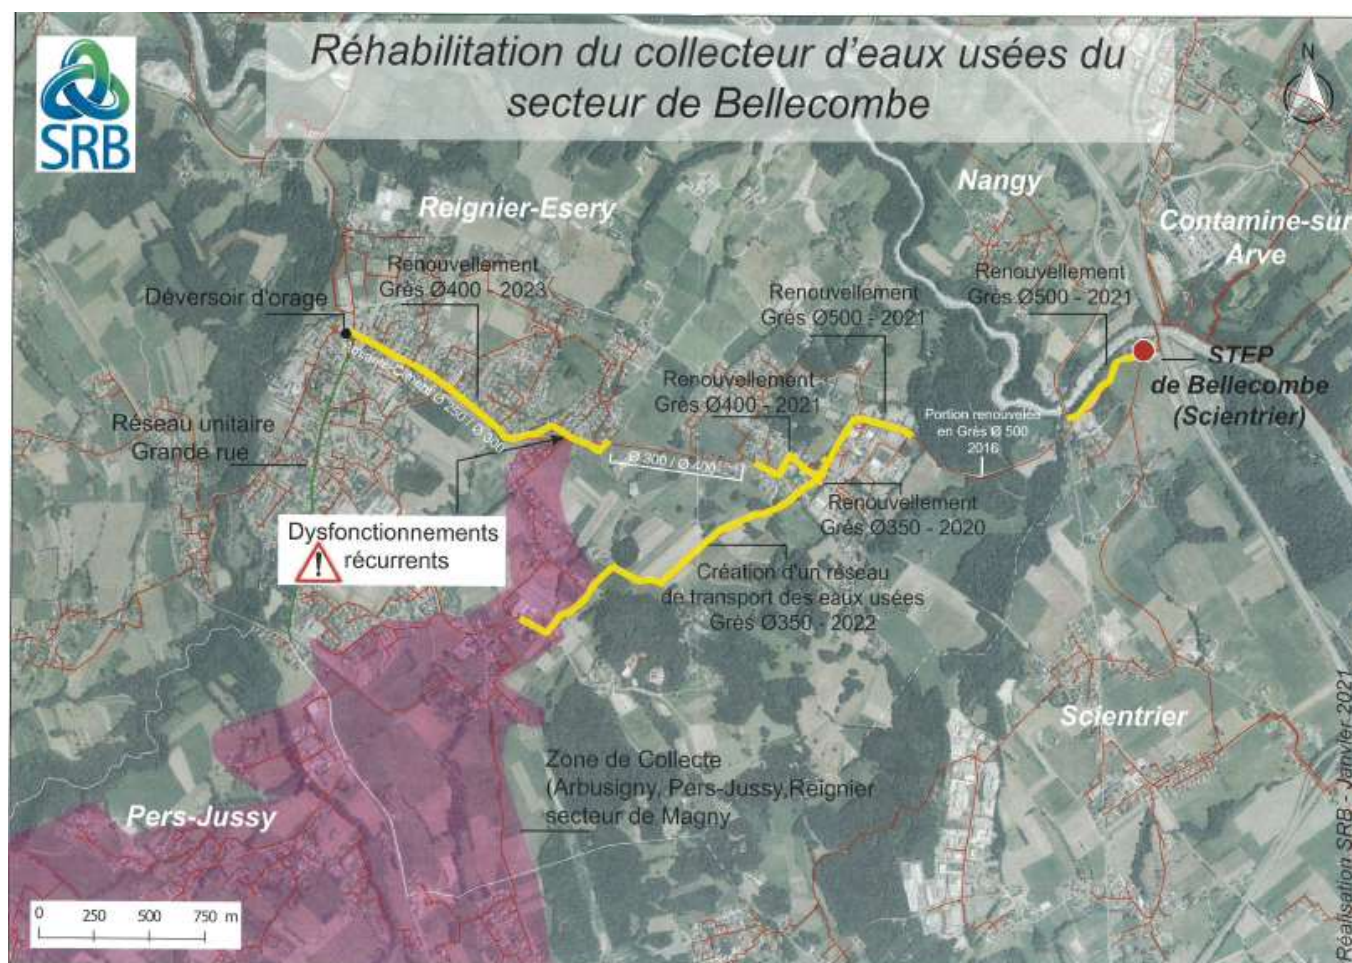 Réhabilitation du collecteur d'eaux usées du
secteur de Bellecombe
SRB
N
Nangy
Reignier-Esery
Contamine-sur-
Arve
Renouvellement
Grès Ø400 - 2023
Déversoir d'orage
Renouvellement
Grès Ø500 - 2021
Renouvellement
Grès Ø500 - 2021
STEP
de Bellecombe
(Scientrier)
Renouvellement
Grès Ø400 - 2021
Ø 250 / Ø 300
Réseau unitaire
Grande rue
Portion renouvelée
en Grès Ø 500
2016
Ø 300 / Ø 400
Renouvellement
Grés Ø350 - 2020
Dysfonctionnements
récurrents
Création d'un réseau
de transport des eaux usées
Grès Ø350 - 2022
Scientrier
Zone de Collecte
(Arbusigny, Pers-Jussy,Reignier
secteur de Magny
Pers-Jussy
0 250 500 750 m
Réalisation SRB - Janvier 2021